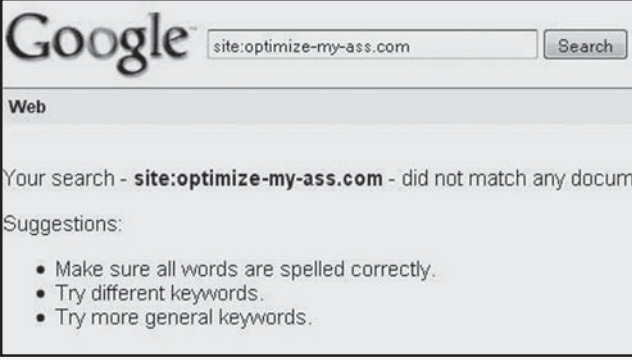 Google site:optimize-my-ass.com Search
Web
Your search - site:optimize-my-ass.com - did not match any docum
Suggestions:
• Make sure all words are spelled correctly.
• Try different keywords.
• Try more general keywords.